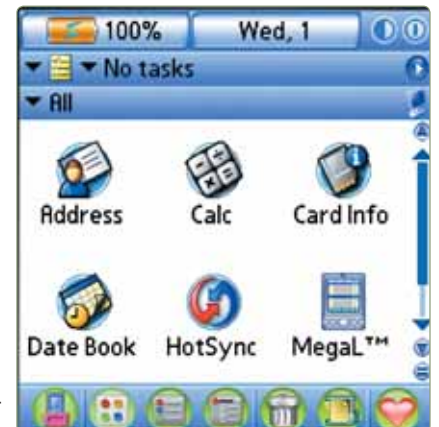 100% Wed, 1
No tasks
All
Address Calc Card Info
Date Book HotSync MegaL™